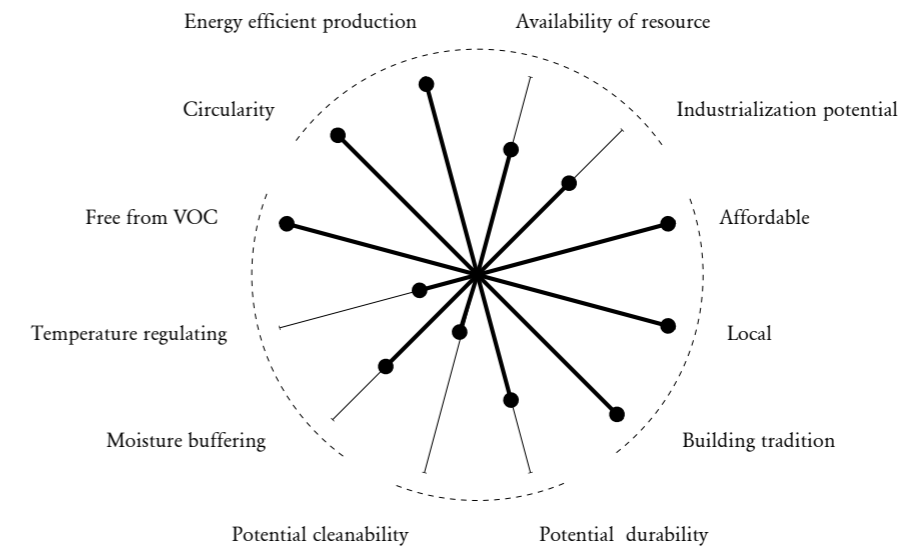 Energy efficient production
Availability of resource
Circularity
Industrialization potential
Free from VOC
Affordable
Temperature regulating
Local
Moisture buffering
Building tradition
Potential cleanability
Potential  durability